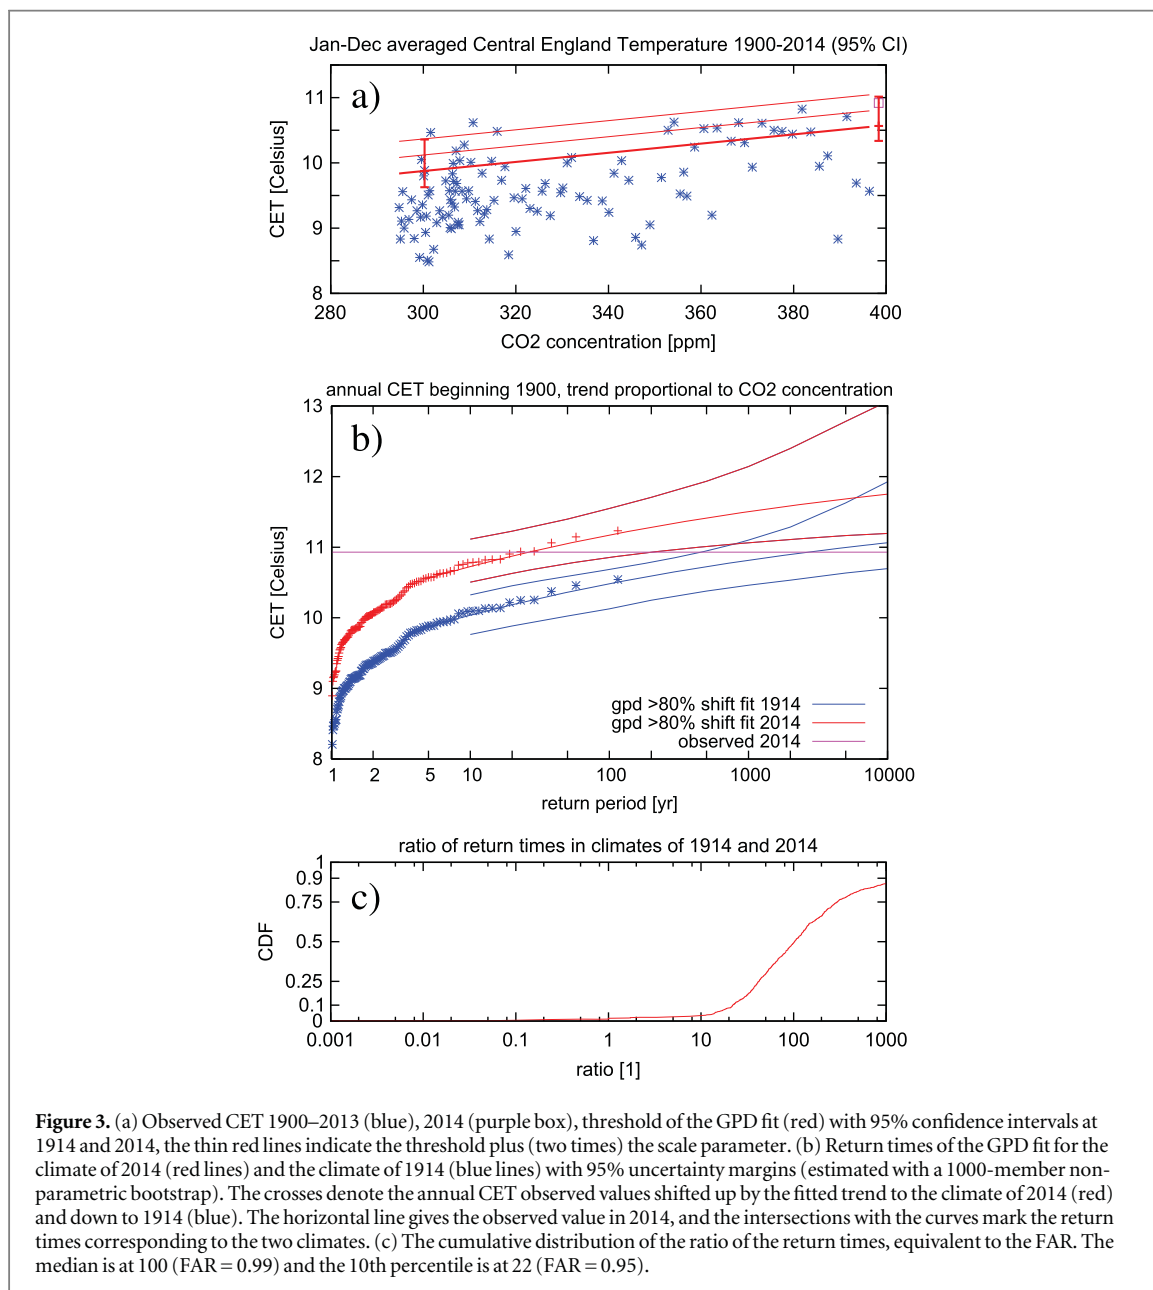 Jan-Dec averaged Central England Temperature 1900-2014 (95% CI)
a)
11
10
9
8
CET [Celsius]
280 300 320 340 360 380 400
CO2 concentration [ppm]
annual CET beginning 1900, trend proportional to CO2 concentration
b)
13
12
11
10
9
8
CET [Celsius]
gpd >80% shift fit 1914
gpd >80% shift fit 2014
observed 2014
1 2 5 10 100 1000 10000
return period [yr]
ratio of return times in climates of 1914 and 2014
c)
1
0.9
0.75
0.5
0.25
0.1
0
CDF
0.001 0.01 0.1 1 10 100 1000
ratio [1]
Figure 3. (a) Observed CET 1900–2013 (blue), 2014 (purple box), threshold of the GPD fit (red) with 95% confidence intervals at
1914 and 2014, the thin red lines indicate the threshold plus (two times) the scale parameter. (b) Return times of the GPD fit for the
climate of 2014 (red lines) and the climate of 1914 (blue lines) with 95% uncertainty margins (estimated with a 1000-member non-
parametric bootstrap). The crosses denote the annual CET observed values shifted up by the fitted trend to the climate of 2014 (red)
and down to 1914 (blue). The horizontal line gives the observed value in 2014, and the intersections with the curves mark the return
times corresponding to the two climates. (c) The cumulative distribution of the ratio of the return times, equivalent to the FAR. The
median is at 100 (FAR = 0.99) and the 10th percentile is at 22 (FAR = 0.95).